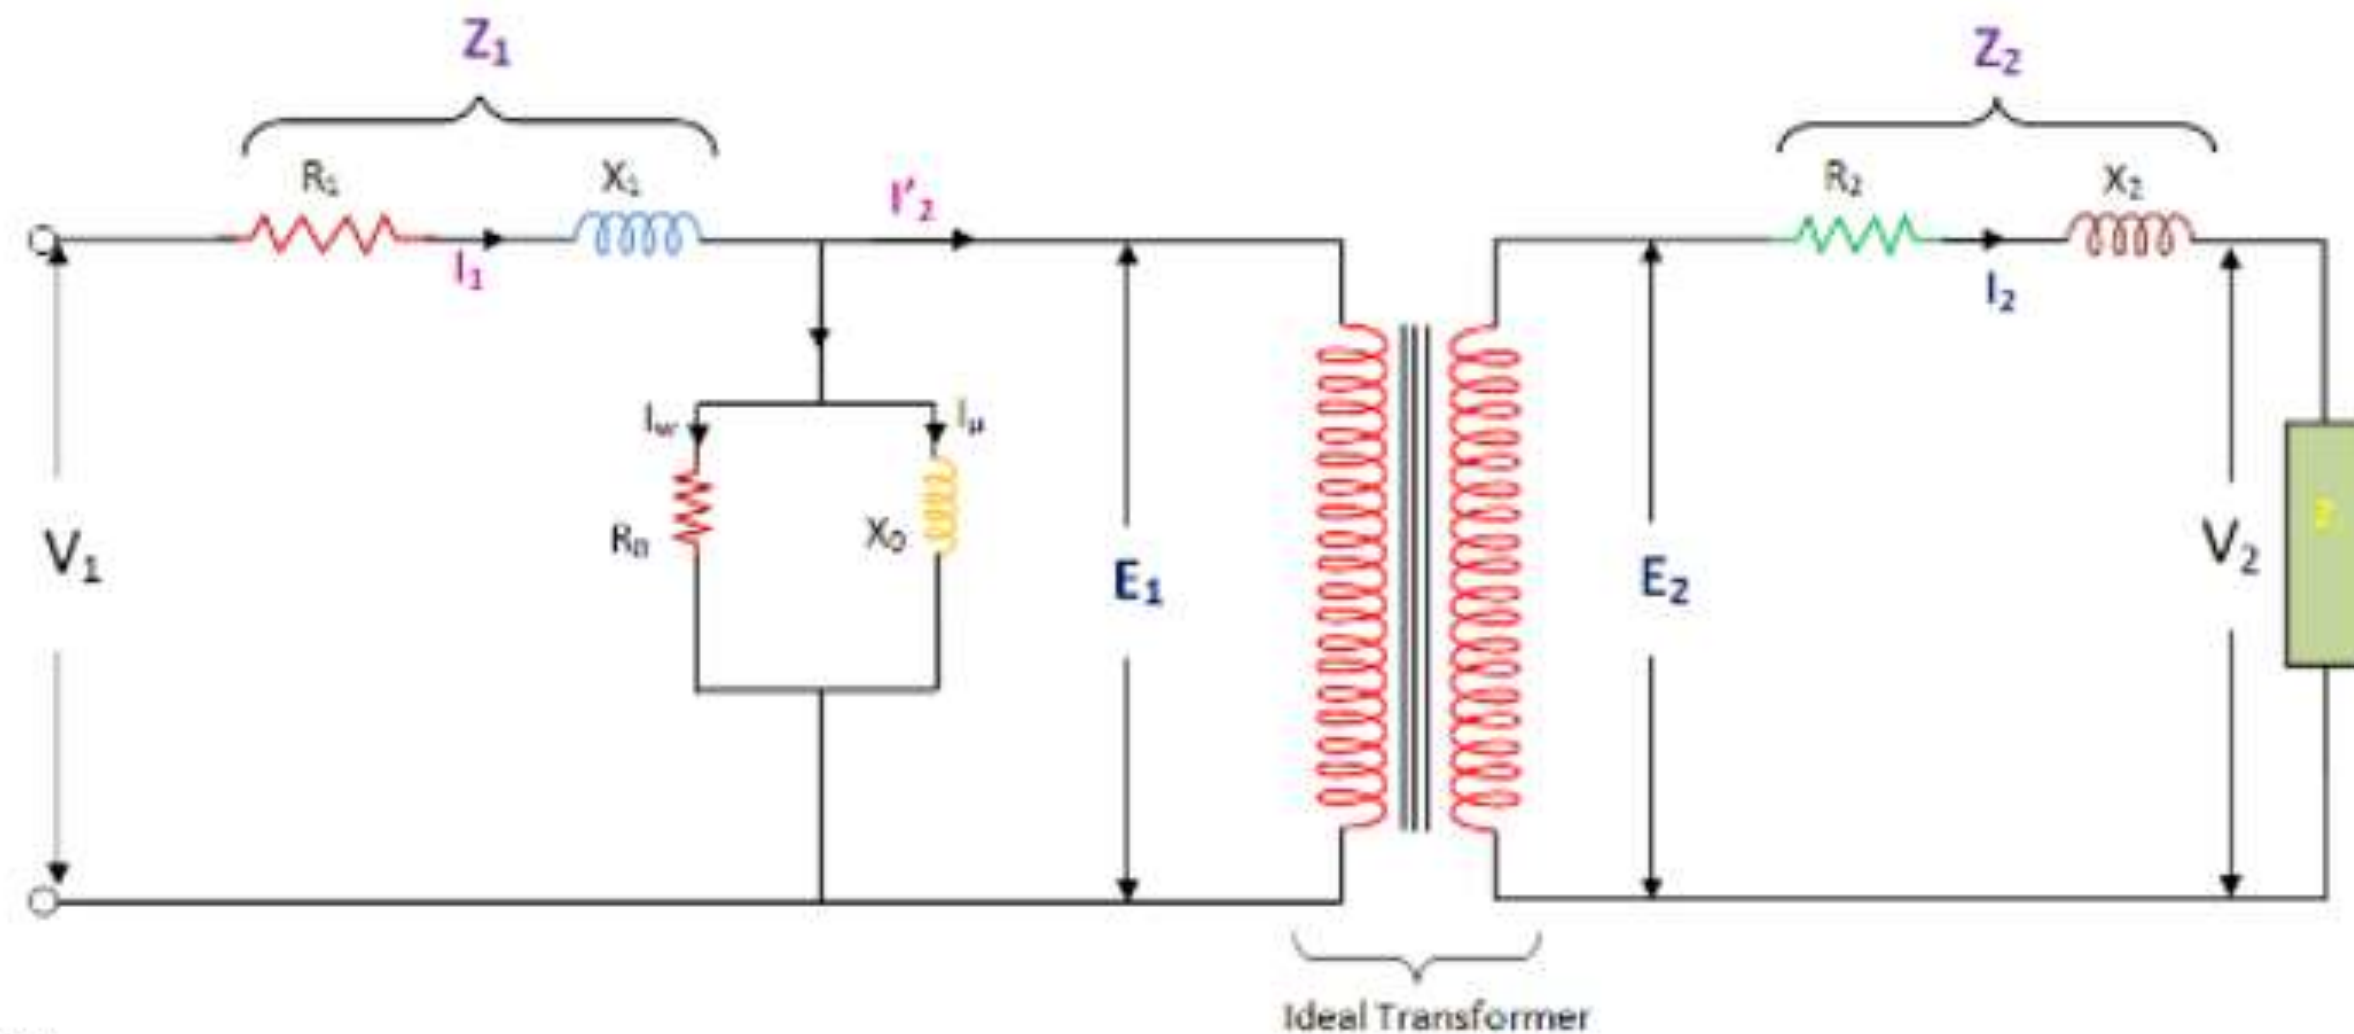 Z₁
Z₂
R₁
X₁
I'₂
R₂
X₂
I₁
I₂
I𝓌
Iμ
R₀
X₀
V₁
E₁
E₂
V₂
Ideal Transformer